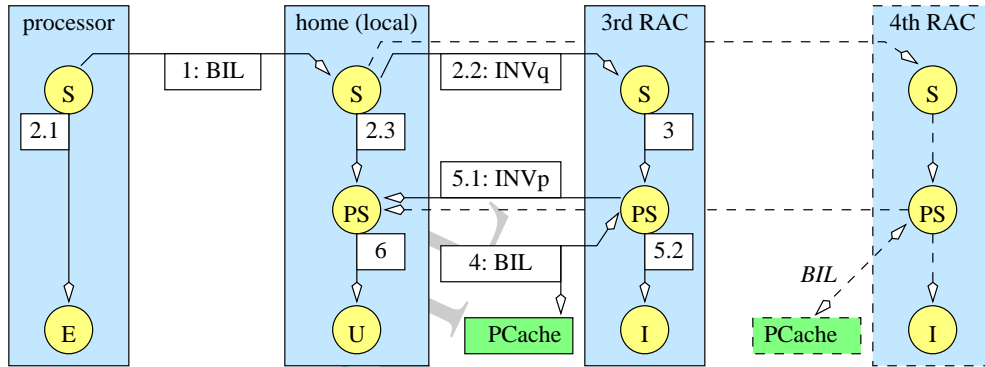 processor home (local) 3rd RAC 4th RAC
1: BIL 2.2: INVq
S S S S
2.1 2.3 3
5.1: INVp
PS PS PS
6 4: BIL 5.2 BIL
E U PCache I PCache I